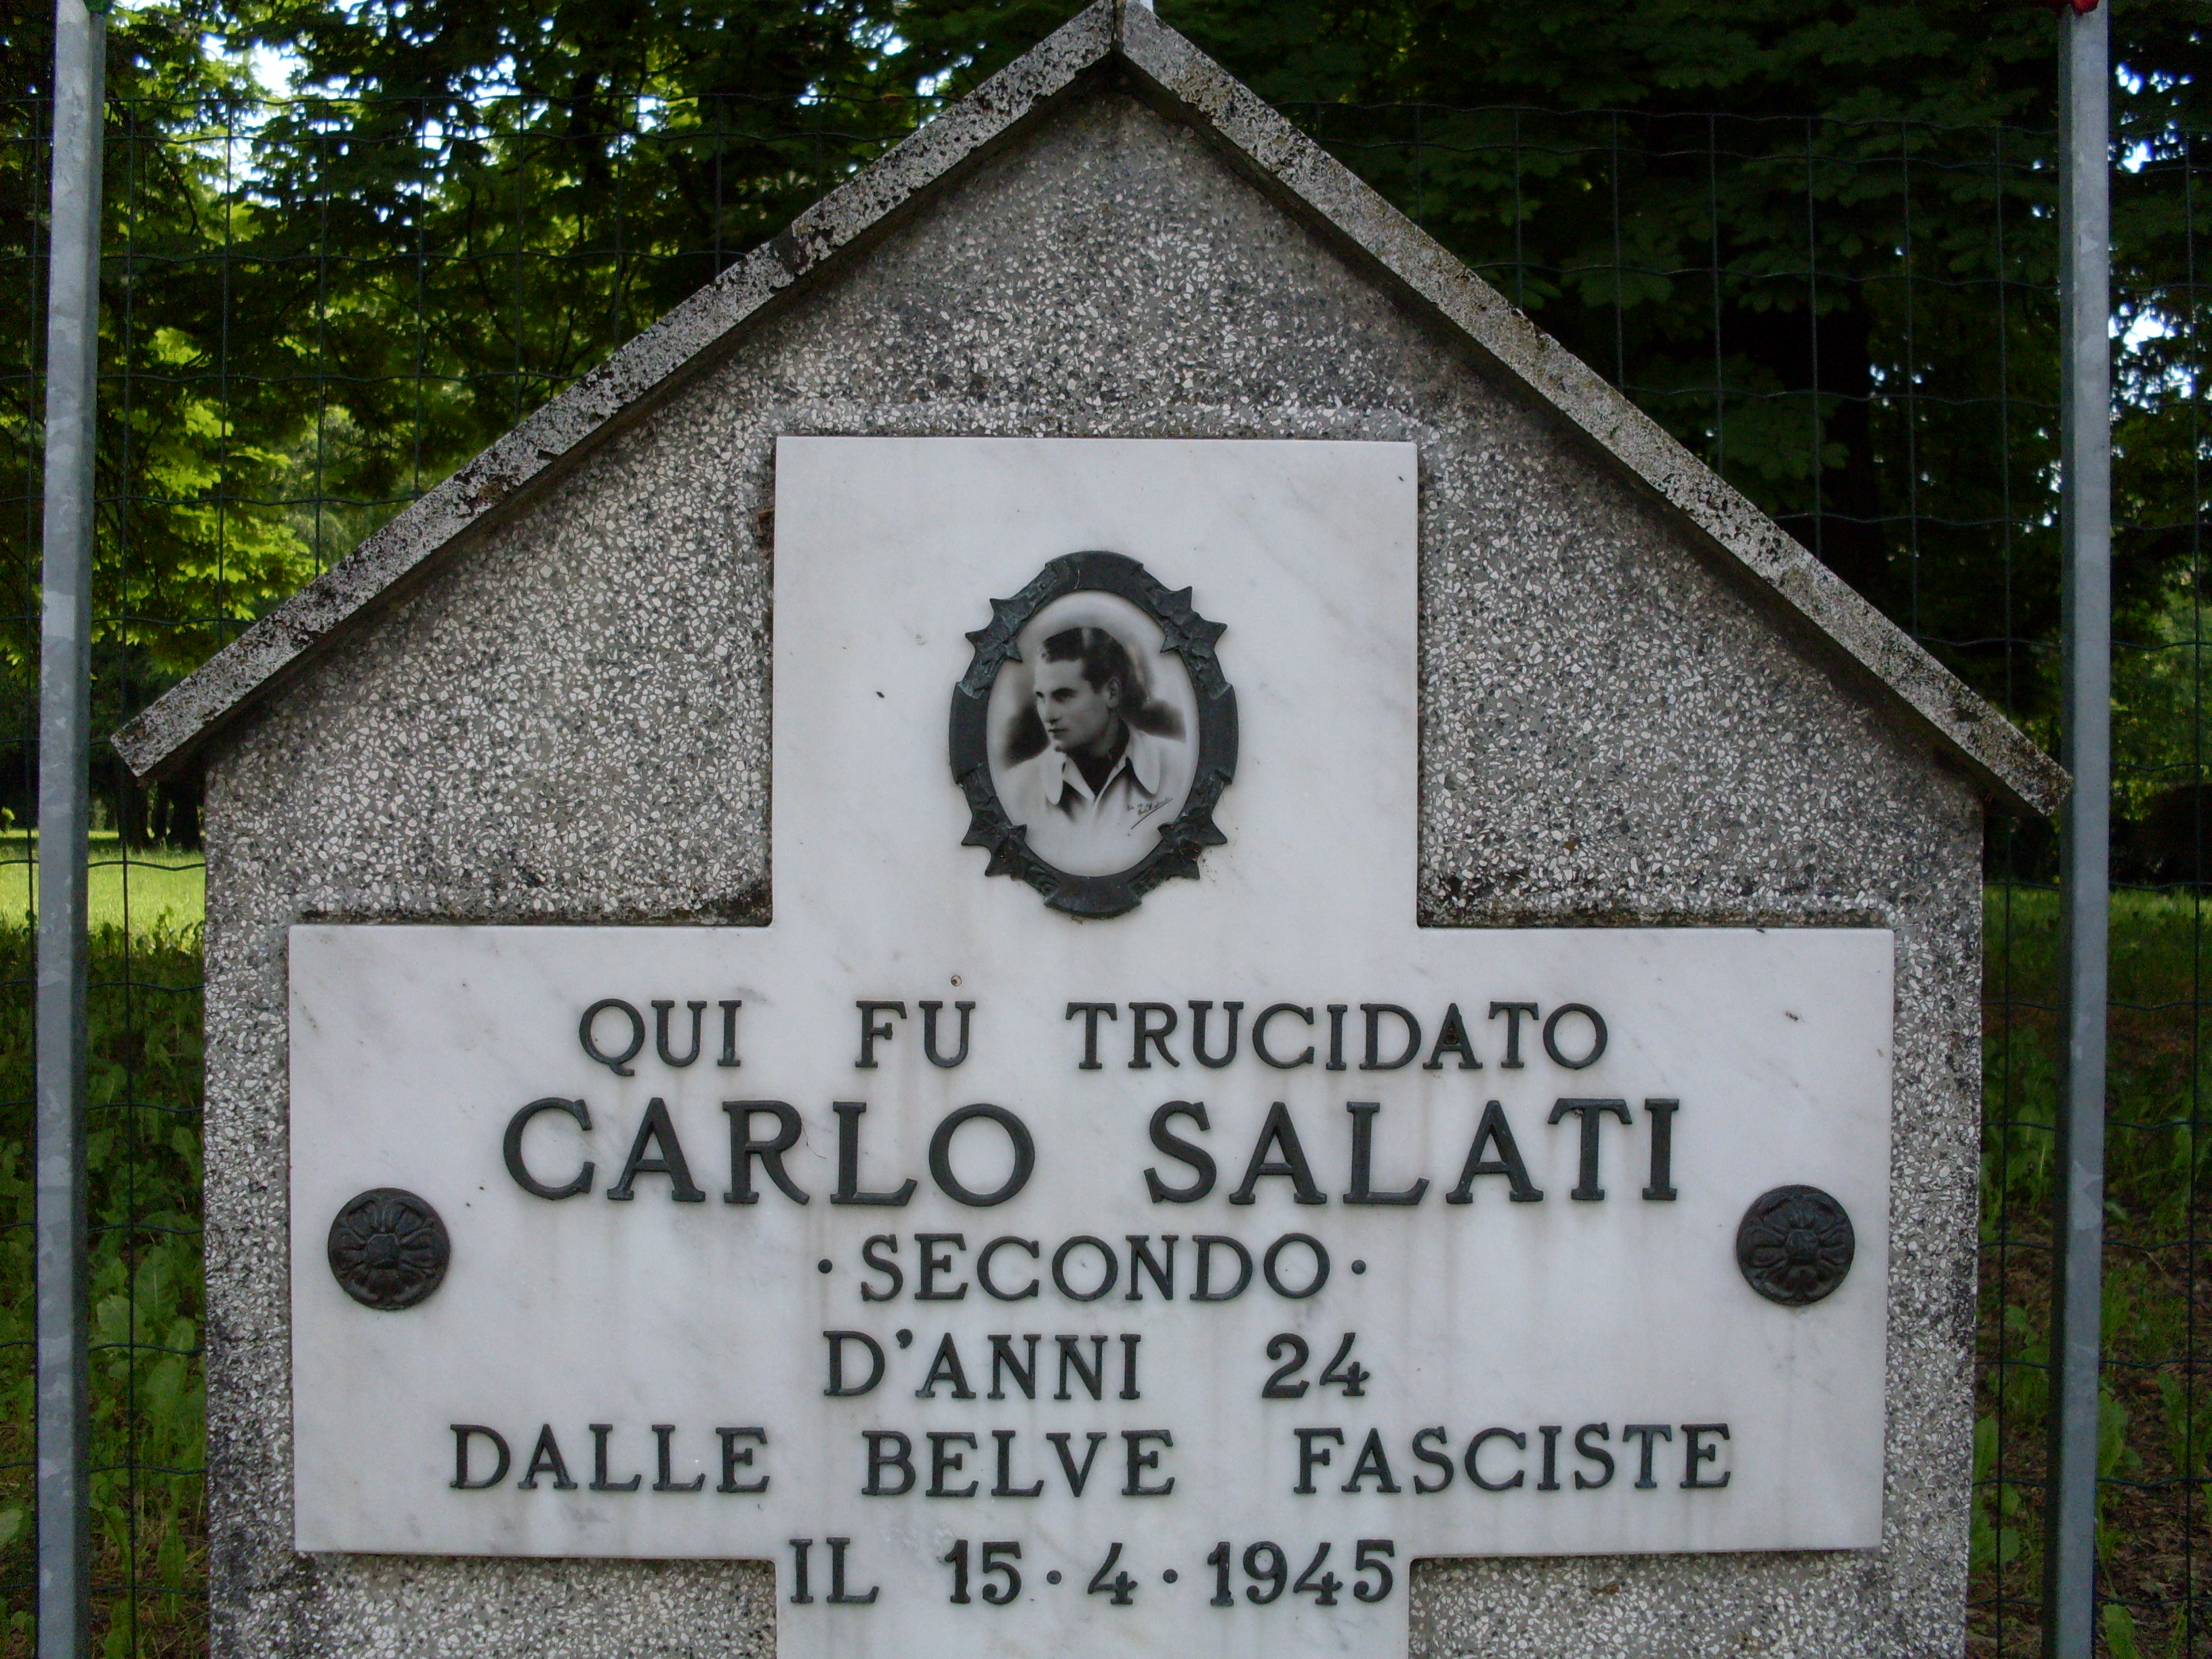 QUI FU TRUCIDATO
CARLO SALATI
·SECONDO·
D'ANNI 24
DALLE BELVE FASCISTE
IL 15·4·1945